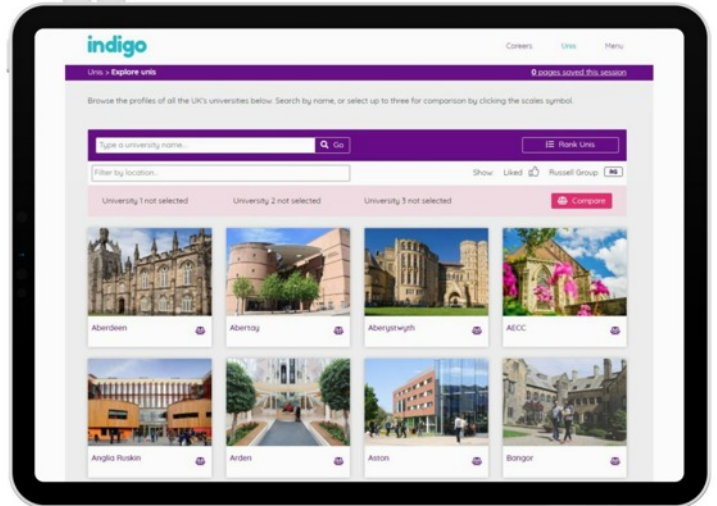 indigo
Careers Unis Menu
Unis > Explore unis
0 pages saved this session
Browse the profiles of all the UK's universities below. Search by name, or select up to three for comparison by clicking the scales symbol.
Type a university name...
Go
Rank Unis
Filter by location...
Show: Liked Russell Group RG
University 1 not selected University 2 not selected University 3 not selected Compare
Aberdeen Abertay Aberystwyth AECC
Anglia Ruskin Arden Aston Bangor